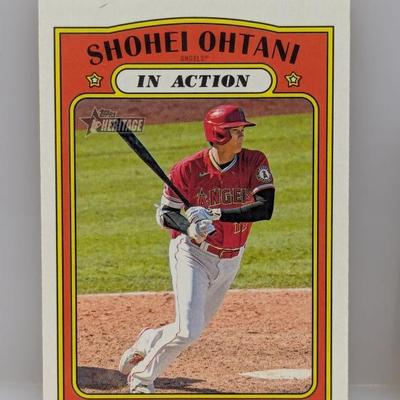 SHOHEI OHTANI
ANGELS
IN ACTION
Topps
HERITAGE
ANGELS